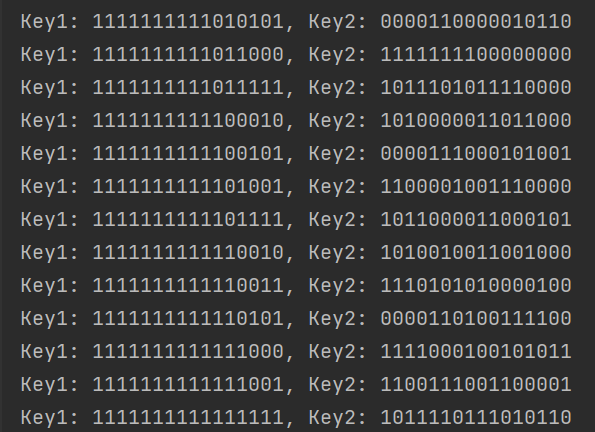 Key1: 1111111111010101, Key2: 0000110000010110
Key1: 1111111111011000, Key2: 1111111100000000
Key1: 1111111111011111, Key2: 1011101011110000
Key1: 1111111111100010, Key2: 1010000011011000
Key1: 1111111111100101, Key2: 0000111000101001
Key1: 1111111111101001, Key2: 1100001001110000
Key1: 1111111111101111, Key2: 1011000011000101
Key1: 1111111111110010, Key2: 1010010011001000
Key1: 1111111111110011, Key2: 1110101010000100
Key1: 1111111111110101, Key2: 0000110100111100
Key1: 1111111111111000, Key2: 1111000100101011
Key1: 1111111111111001, Key2: 1100111001100001
Key1: 1111111111111111, Key2: 1011110111010110